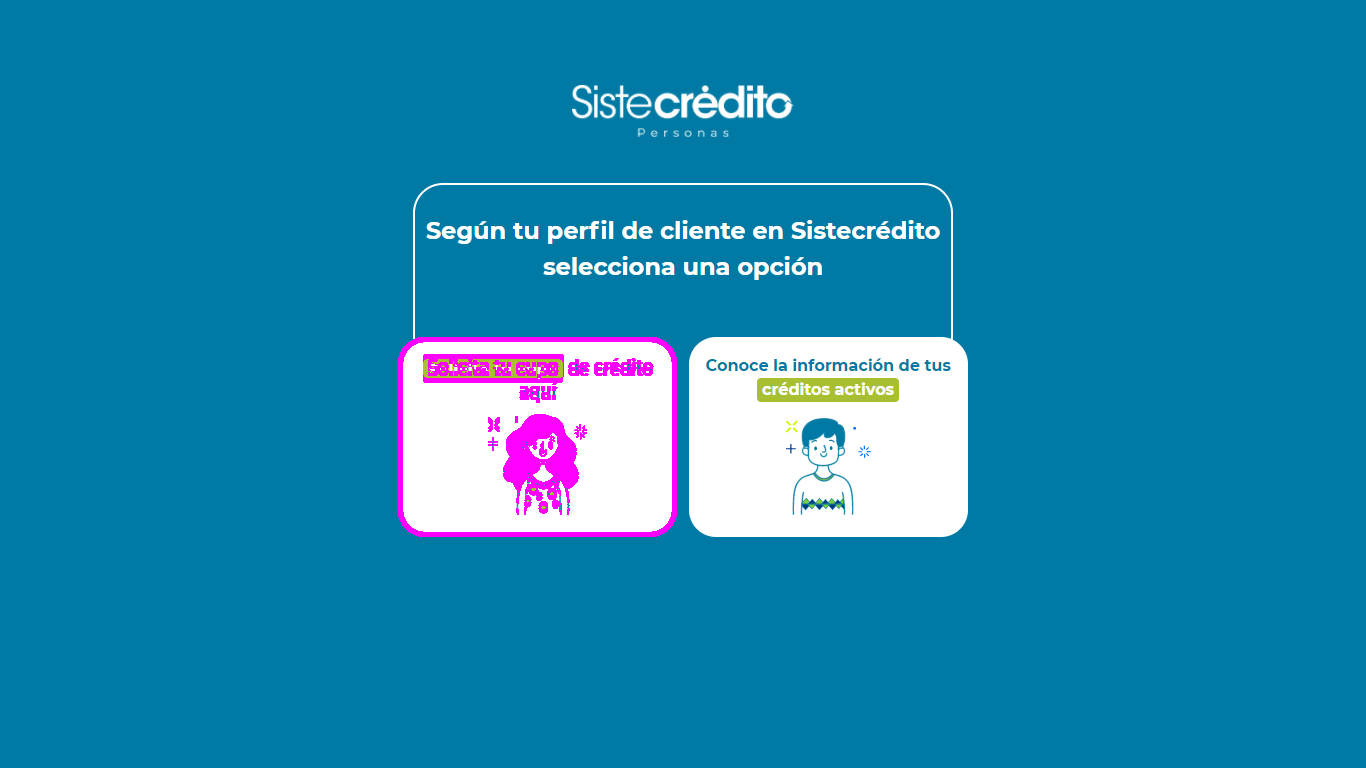 Sistecrédito
Personas
Según tu perfil de cliente en Sistecrédito
selecciona una opción
Solicita tu cupo de crédito
aquí
Conoce la información de tus
créditos activos